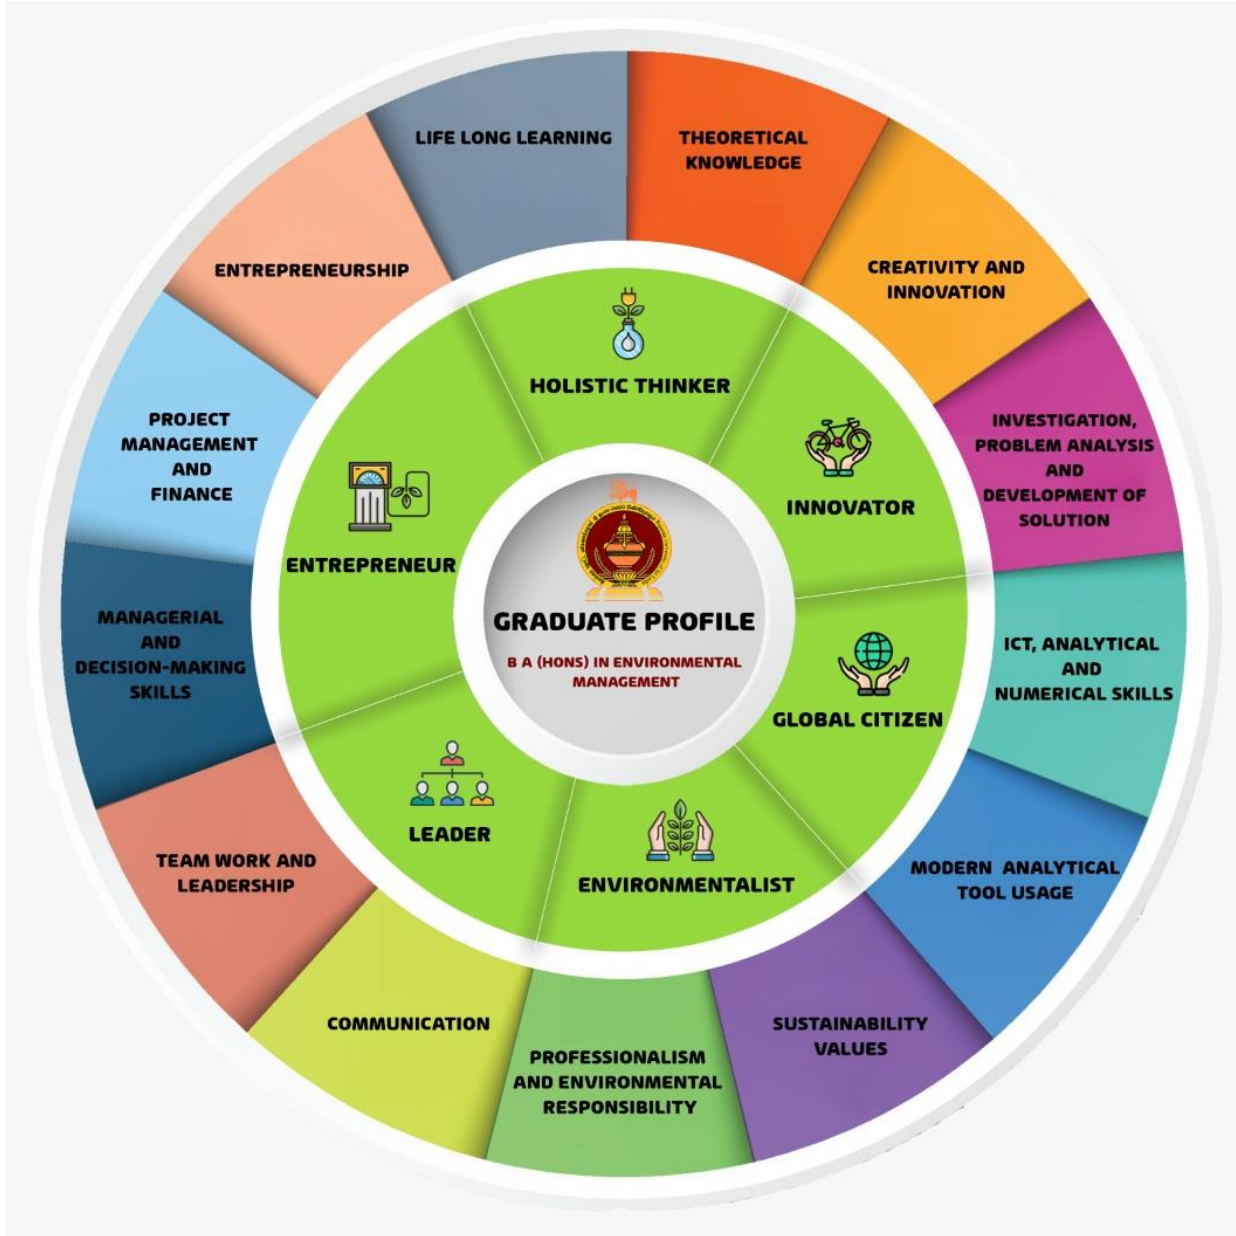 LIFE LONG LEARNING
THEORETICAL
KNOWLEDGE
CREATIVITY AND
INNOVATION
INVESTIGATION,
PROBLEM ANALYSIS
AND
DEVELOPMENT OF
SOLUTION
ICT, ANALYTICAL
AND
NUMERICAL SKILLS
MODERN ANALYTICAL
TOOL USAGE
SUSTAINABILITY
VALUES
PROFESSIONALISM
AND ENVIRONMENTAL
RESPONSIBILITY
COMMUNICATION
TEAM WORK AND
LEADERSHIP
MANAGERIAL
AND
DECISION-MAKING
SKILLS
PROJECT
MANAGEMENT
AND
FINANCE
ENTREPRENEURSHIP
HOLISTIC THINKER
INNOVATOR
GLOBAL CITIZEN
ENVIRONMENTALIST
LEADER
ENTREPRENEUR
GRADUATE PROFILE
B A (HONS) IN ENVIRONMENTAL
MANAGEMENT